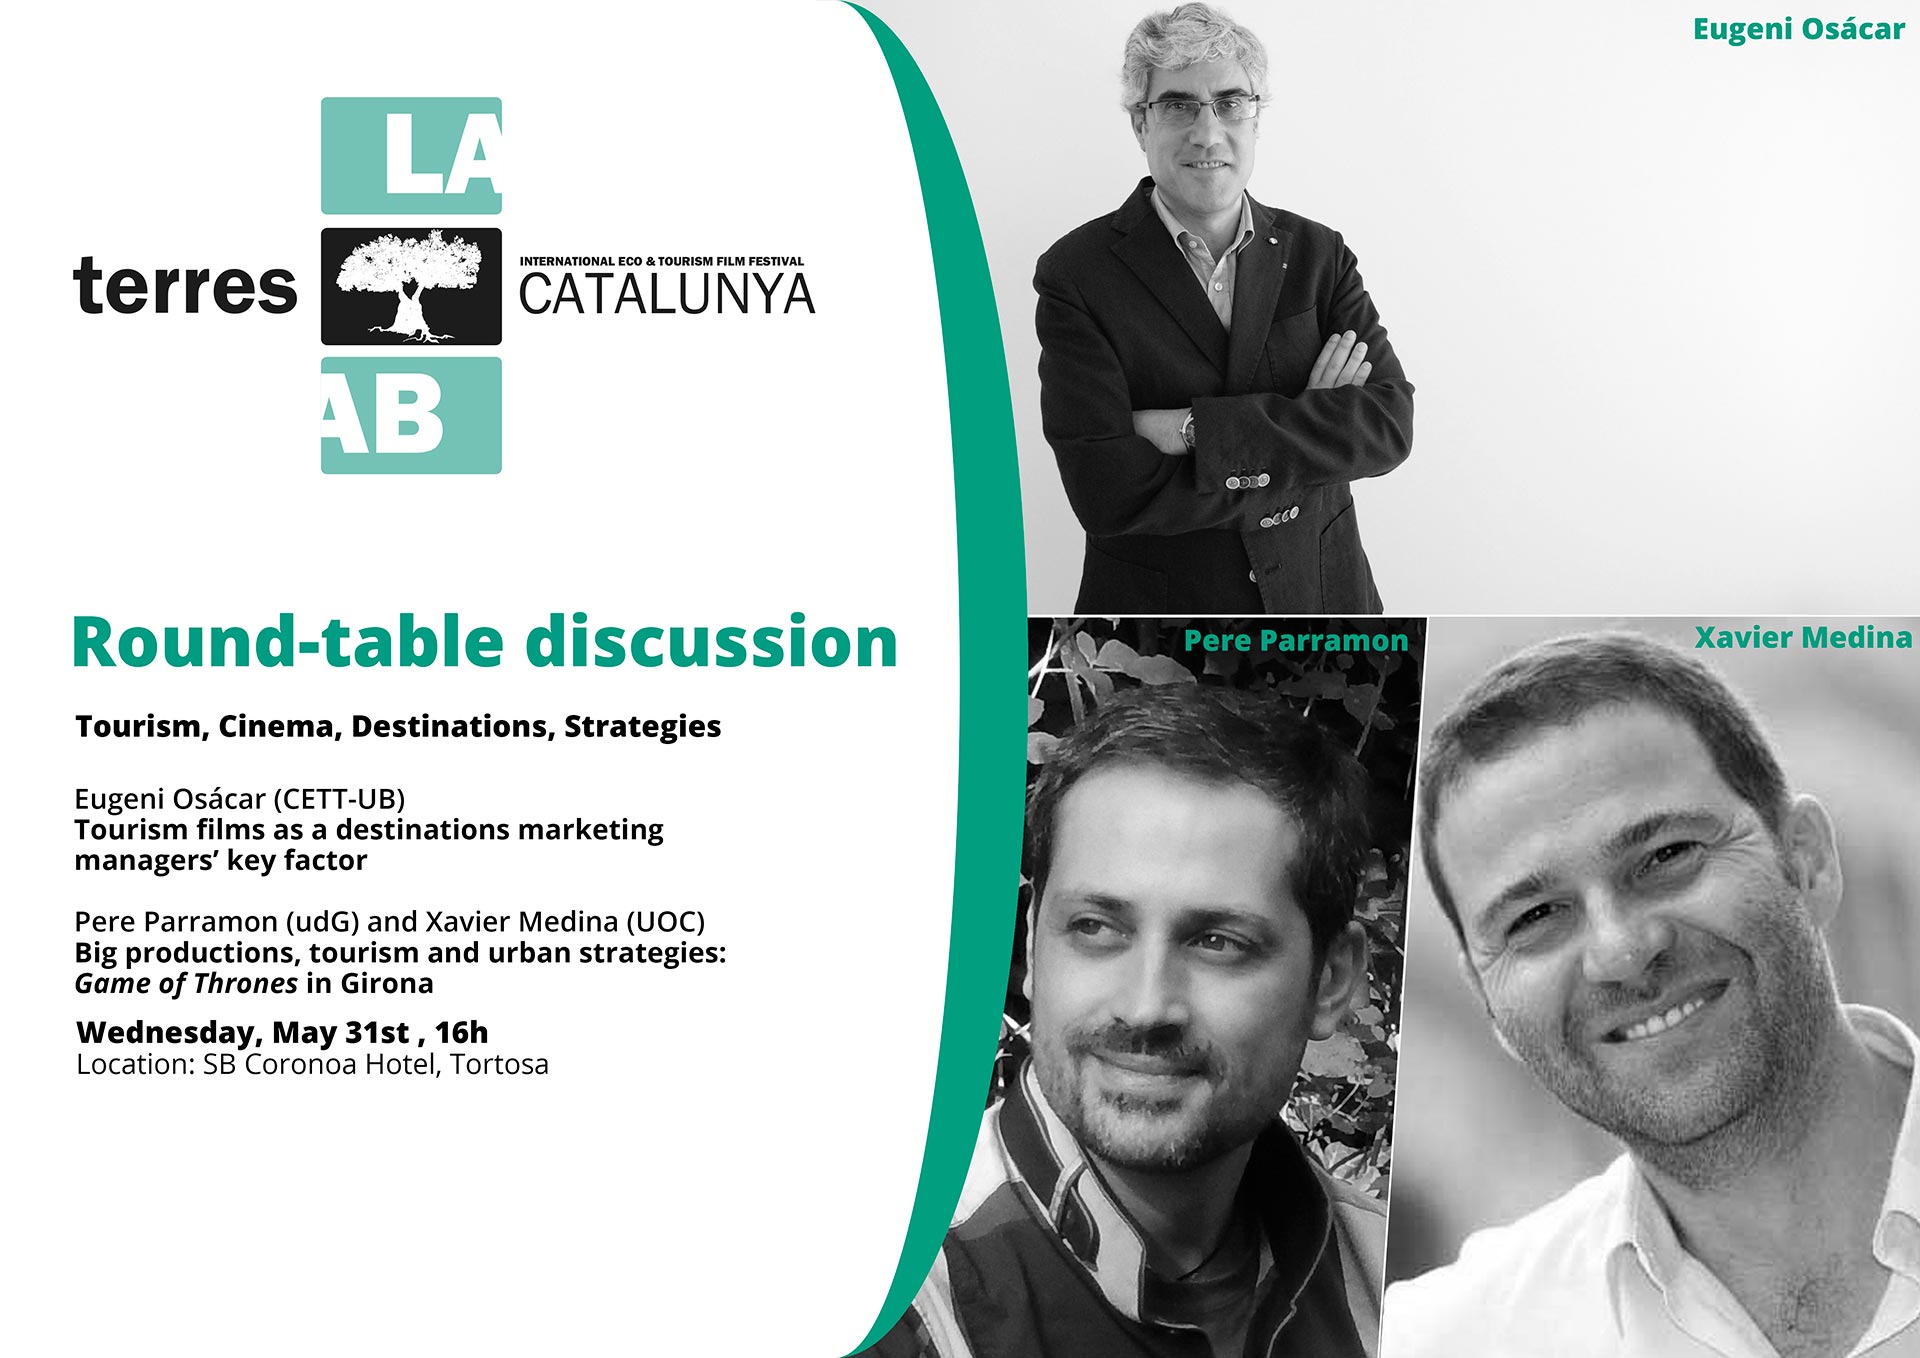 LA
terres
INTERNATIONAL ECO & TOURISM FILM FESTIVAL
CATALUNYA
AB
Round-table discussion
Tourism, Cinema, Destinations, Strategies
Eugeni Osácar (CETT-UB)
Tourism films as a destinations marketing
managers’ key factor
Pere Parramon (udG) and Xavier Medina (UOC)
Big productions, tourism and urban strategies:
Game of Thrones in Girona
Wednesday, May 31st , 16h
Location: SB Coronoa Hotel, Tortosa
Eugeni Osácar
Pere Parramon
Xavier Medina